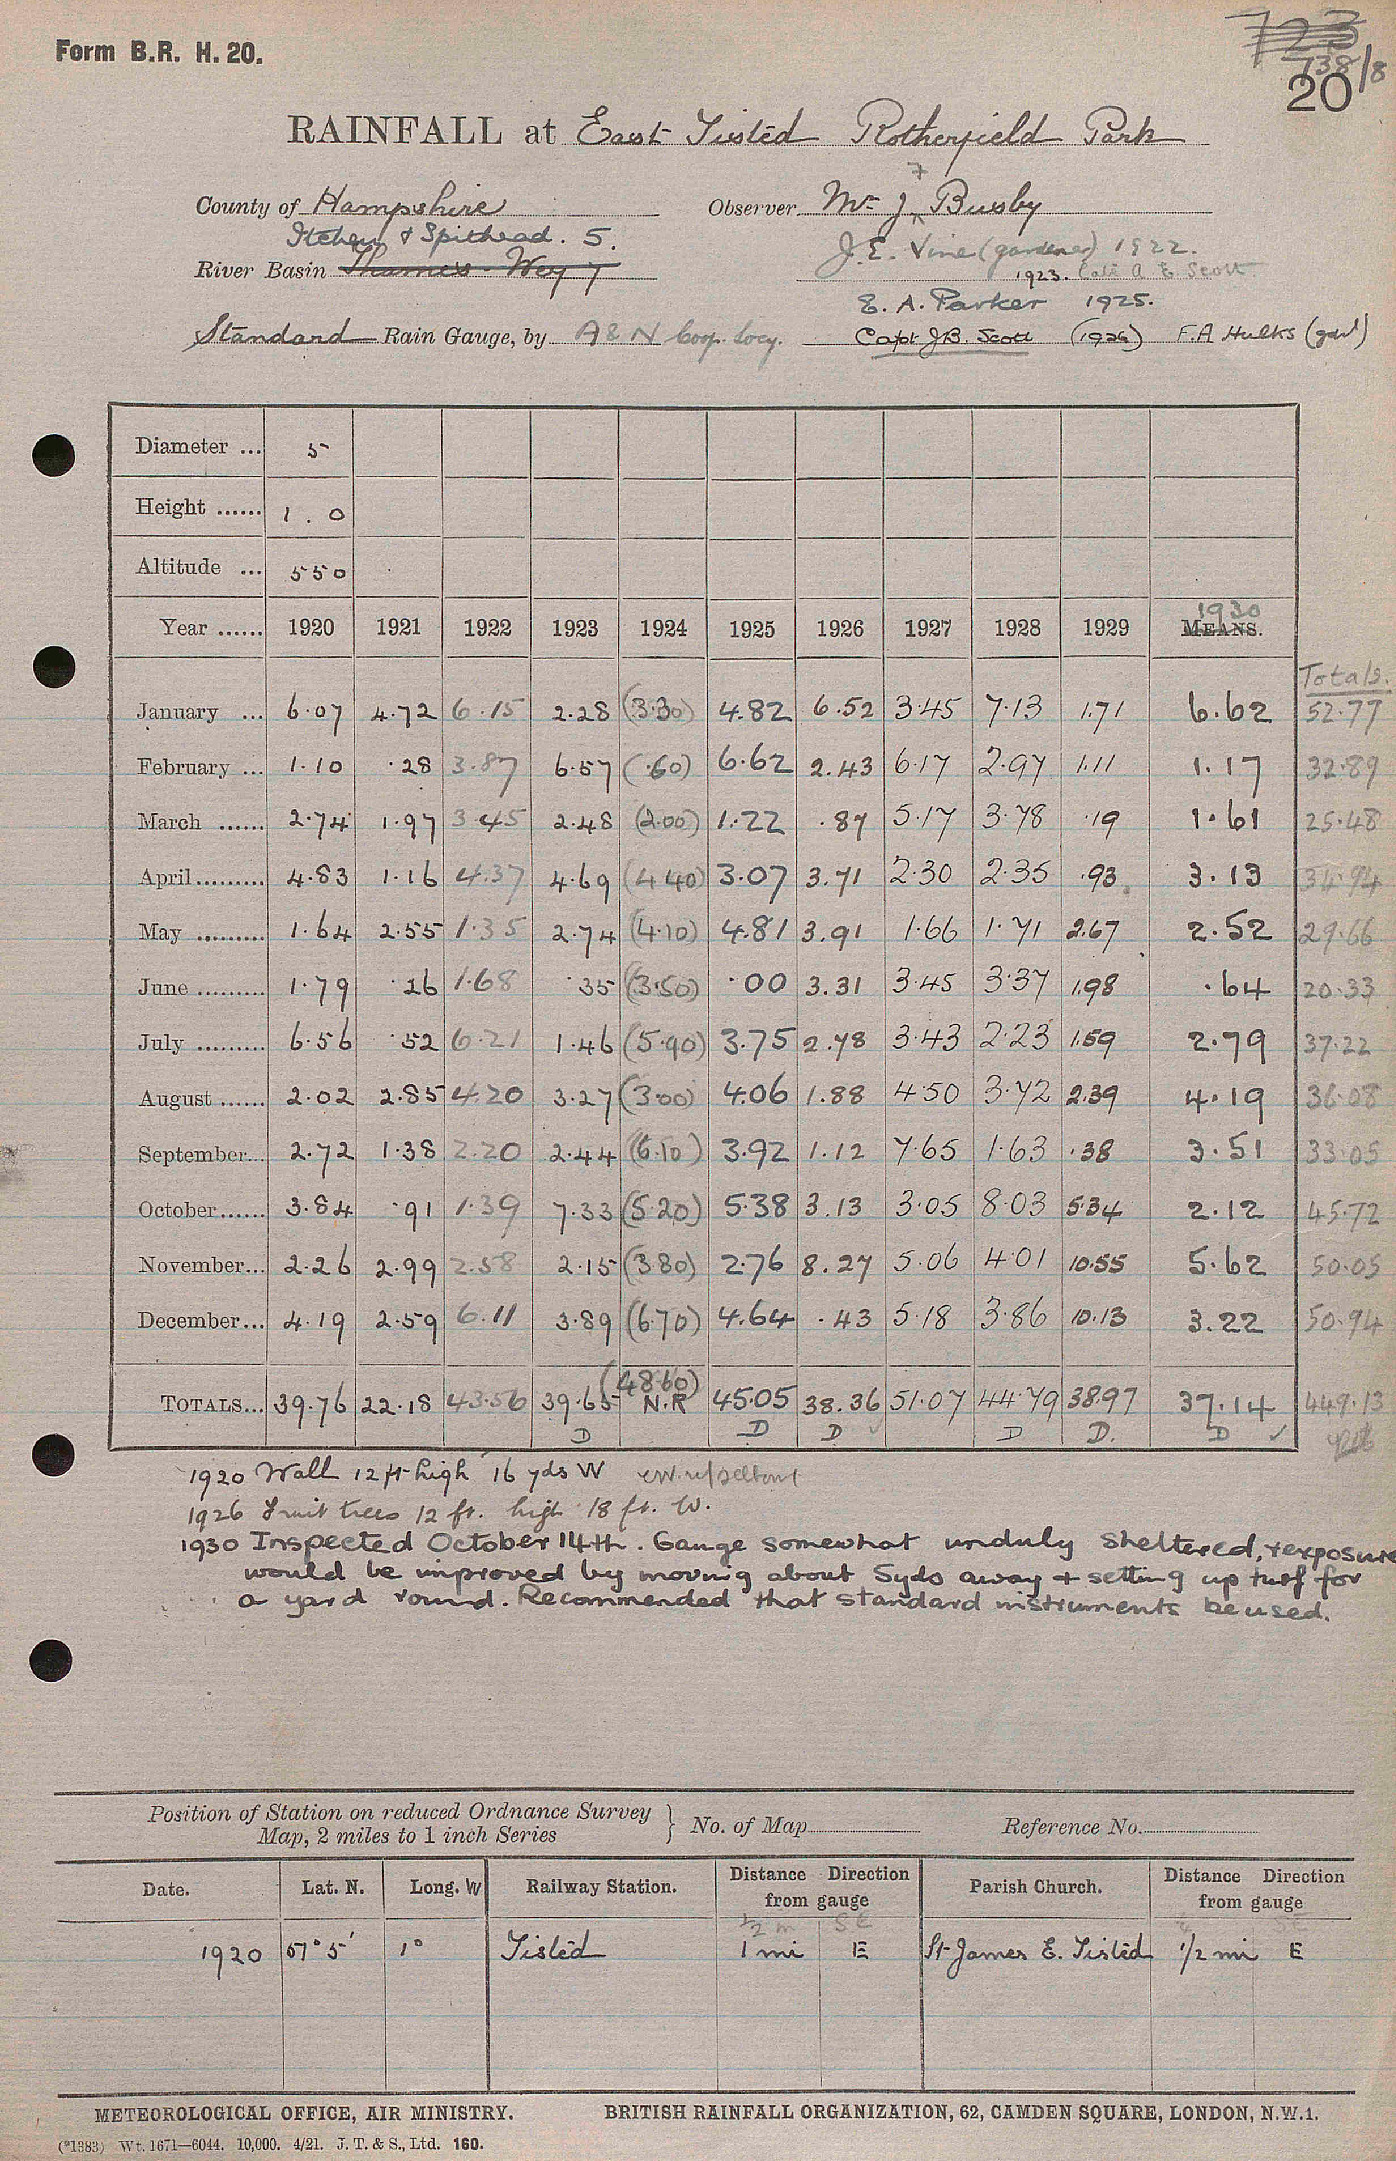 Form B.R. H. 20.
723
738/8
20
RAINFALL at East Tisted Rotherfield Park
County of Hampshire Observer Mr J F Busby
Itchen & Spithead. 5.
J.E. Vine (gardener) 1922.
River Basin Thames - Wey 7
1923. A E Scott
E. A. Parker 1925.
Standard Rain Gauge, by A & N Coop. Socy. Capt J.B. Scott (1926) F.A Hulks (gdr)
Diameter ... 5
Height ...... 1 . 0
Altitude ... 550
1930
Year ...... 1920 1921 1922 1923 1924 1925 1926 1927 1928 1929 MEANS.
Totals.
January ... 6.07 4.72 6.15 2.28 (3.30) 4.82 6.52 3.45 7.13 1.71 6.62 52.77
February ... 1.10 .28 3.87 6.57 (.60) 6.62 2.43 6.17 2.97 1.11 1.17 32.89
March ...... 2.74 1.97 3.45 2.48 (2.00) 1.22 .87 5.17 3.78 .19 1.61 25.48
April ......... 4.83 1.16 4.37 4.69 (4.40) 3.07 3.71 2.30 2.35 .93 3.13 34.94
May ......... 1.64 2.55 1.35 2.74 (4.10) 4.81 3.91 1.66 1.71 2.67 2.52 29.66
June ......... 1.79 .26 1.68 .35 (3.50) .00 3.31 3.45 3.37 1.98 .64 20.33
July ......... 6.56 .52 6.21 1.46 (5.90) 3.75 2.78 3.43 2.23 1.59 2.79 37.22
August ...... 2.02 2.85 4.20 3.27 (3.00) 4.06 1.88 4.50 3.72 2.39 4.19 36.08
September... 2.72 1.38 2.20 2.44 (6.10) 3.92 1.12 7.65 1.63 .38 3.51 33.05
October...... 3.84 .91 1.39 7.33 (5.20) 5.38 3.13 3.05 8.03 5.34 2.12 45.72
November... 2.26 2.99 2.58 2.15 (3.80) 2.76 8.27 5.06 4.01 10.55 5.62 50.05
December... 4.19 2.59 6.11 3.89 (6.70) 4.64 .43 5.18 3.86 10.13 3.22 50.94
(48.60)
TOTALS... 39.76 22.18 43.56 39.65 N.R 45.05 38.36 51.07 44.79 38.97 37.14 449.13
D D D D D. D ✓
1920 Wall 12 ft high 16 yds W
1926 Fruit trees 12 ft. high 18 ft. W.
1930 Inspected October 14th. Gauge somewhat unduly sheltered, & exposure
would be improved by moving about 5yds away & setting up turf for
a yard round. Recommended that standard instruments be used.
Position of Station on reduced Ordnance Survey
Map, 2 miles to 1 inch Series } No. of Map Reference No.
Date. Lat. N. Long. W Railway Station. Distance Direction from gauge Parish Church. Distance Direction from gauge
1/2 m SE
1920 51° 5' 1° Tisted 1 mi E St James E. Tisted 1/2 mi E
METEOROLOGICAL OFFICE, AIR MINISTRY. BRITISH RAINFALL ORGANIZATION, 62, CAMDEN SQUARE, LONDON, N.W.1.
(*1383) Wt. 1671—6044. 10,000. 4/21. J. T. & S., Ltd. 160.